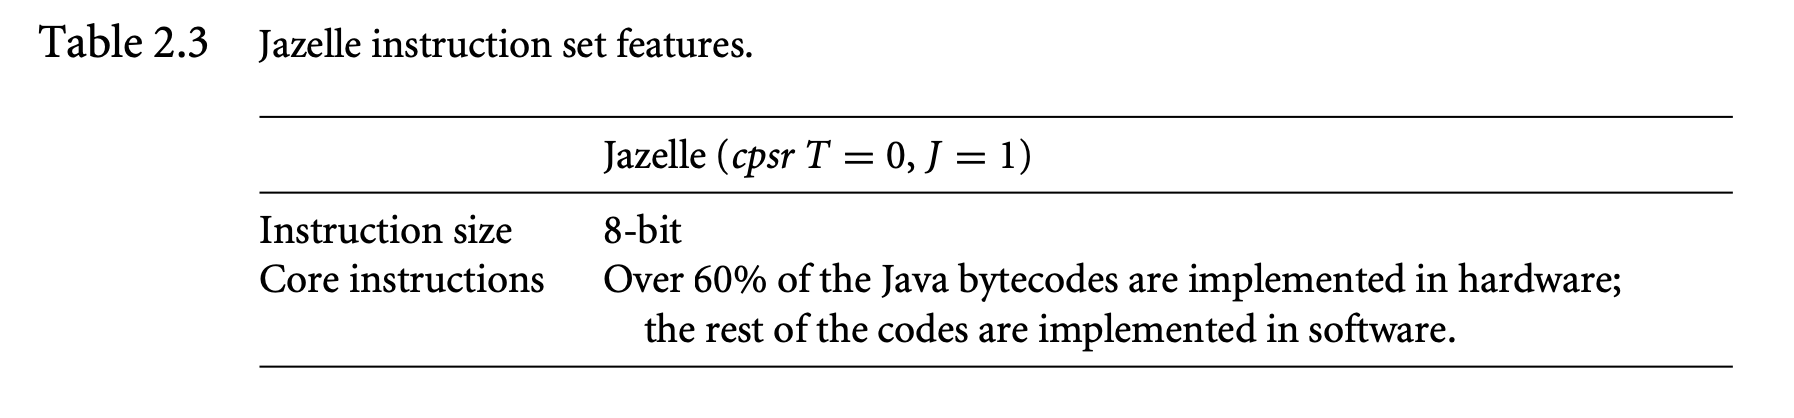 Table 2.3 Jazelle instruction set features.
Jazelle (cpsr T = 0, J = 1)
Instruction size 8-bit
Core instructions Over 60% of the Java bytecodes are implemented in hardware;
the rest of the codes are implemented in software.